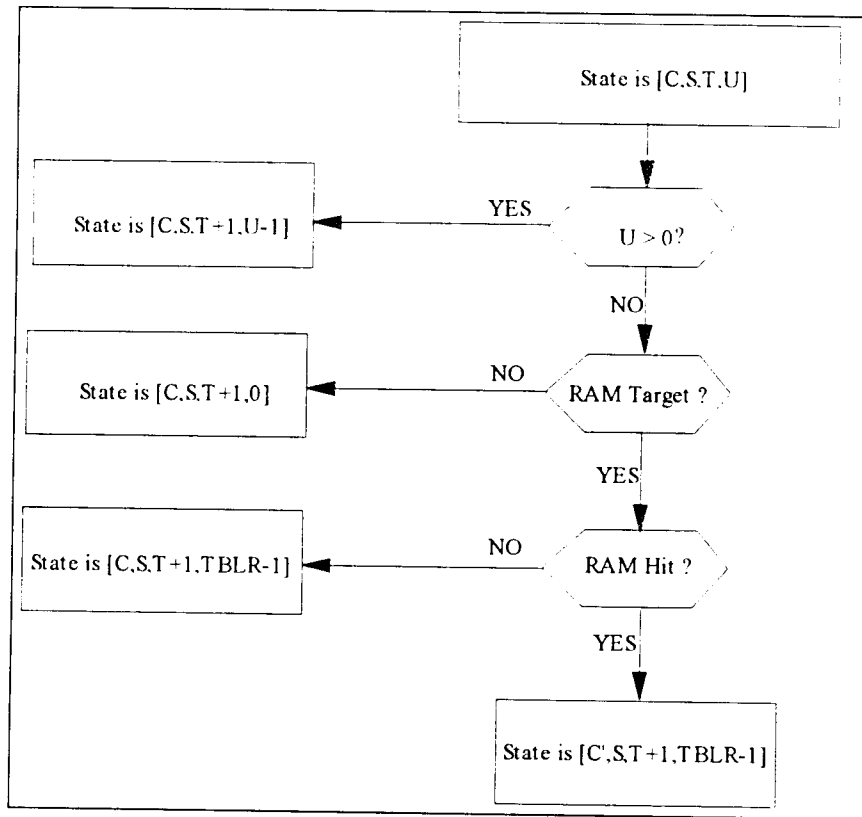 State is [C,S,T,U]
YES
State is [C,S,T+1,U-1]
U > 0?
NO
NO
State is [C,S,T+1,0]
RAM Target ?
YES
NO
State is [C,S,T+1,TBLR-1]
RAM Hit ?
YES
State is [C',S,T+1,TBLR-1]